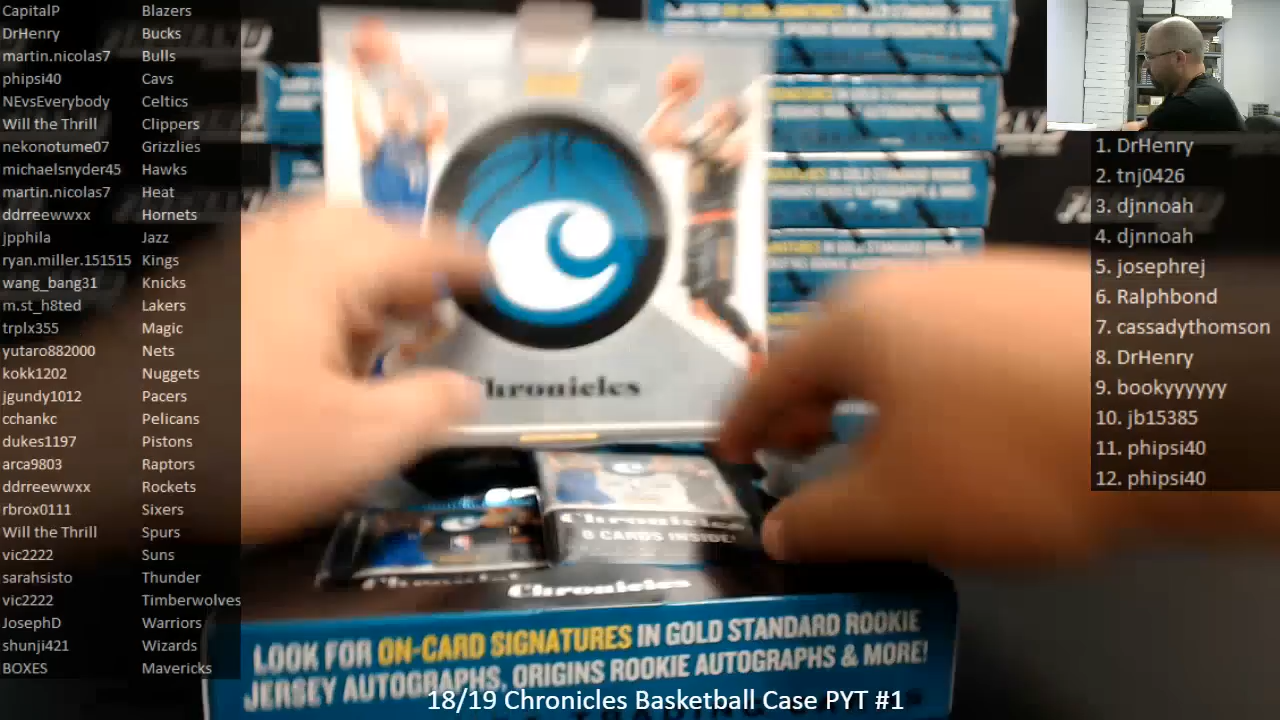 CapitalP Blazers
DrHenry Bucks
martin.nicolas7 Bulls
phipsi40 Cavs
NEvsEverybody Celtics
Will the Thrill Clippers
nekonotume07 Grizzlies
michaelsnyder45 Hawks
martin.nicolas7 Heat
ddrreewwxx Hornets
jpphila Jazz
ryan.miller.151515 Kings
wang_bang31 Knicks
m.st_h8ted Lakers
trplx355 Magic
yutaro882000 Nets
kokk1202 Nuggets
jgundy1012 Pacers
cchankc Pelicans
dukes1197 Pistons
arca9803 Raptors
ddrreewwxx Rockets
rbrox0111 Sixers
Will the Thrill Spurs
vic2222 Suns
sarahsisto Thunder
vic2222 Timberwolves
JosephD Warriors
shunji421 Wizards
BOXES Mavericks
Chronicles
Chronicles
8 CARDS INSIDE!
Chronicles
Chronicles
LOOK FOR ON-CARD SIGNATURES IN GOLD STANDARD ROOKIE
JERSEY AUTOGRAPHS, ORIGINS ROOKIE AUTOGRAPHS & MORE!
18/19 Chronicles Basketball Case PYT #1
1. DrHenry
2. tnj0426
3. djnnoah
4. djnnoah
5. josephrej
6. Ralphbond
7. cassadythomson
8. DrHenry
9. bookyyyyyy
10. jb15385
11. phipsi40
12. phipsi40